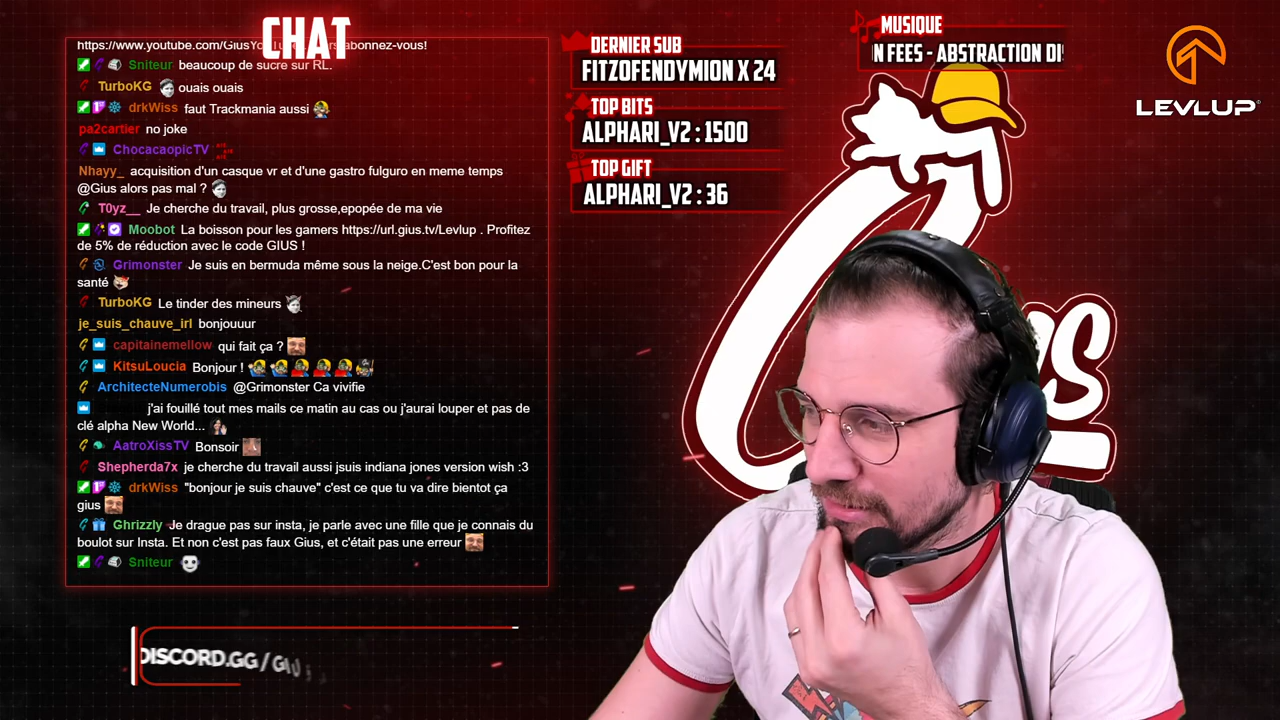 CHAT
https://www.youtube.com/GiusYouTube abonnez-vous!
Sniteur beaucoup de sucre sur RL.
TurboKG ouais ouais
drkWiss faut Trackmania aussi
pa2cartier no joke
ChocacaopicTV
Nhayy_ acquisition d'un casque vr et d'une gastro fulguro en meme temps
@Gius alors pas mal ?
T0yz__ Je cherche du travail, plus grosse,epopée de ma vie
Moobot La boisson pour les gamers https://url.gius.tv/Levlup . Profitez
de 5% de réduction avec le code GIUS !
Grimonster Je suis en bermuda même sous la neige.C'est bon pour la
santé
TurboKG Le tinder des mineurs
je_suis_chauve_irl bonjouuur
capitainemellow qui fait ça ?
KitsuLoucia Bonjour !
ArchitecteNumerobis @Grimonster Ca vivifie
j'ai fouillé tout mes mails ce matin au cas ou j'aurai louper et pas de
clé alpha New World...
AatroXissTV Bonsoir
Shepherda7x je cherche du travail aussi jsuis indiana jones version wish :3
drkWiss "bonjour je suis chauve" c'est ce que tu va dire bientot ça
gius
Ghrizzly Je drague pas sur insta, je parle avec une fille que je connais du
boulot sur Insta. Et non c'est pas faux Gius, et c'était pas une erreur
Sniteur
DISCORD.GG/GIUS
DERNIER SUB
FITZOFENDYMION X 24
TOP BITS
ALPHARI_V2 : 1500
TOP GIFT
ALPHARI_V2 : 36
MUSIQUE
N FEES - ABSTRACTION DI
LEVLUP